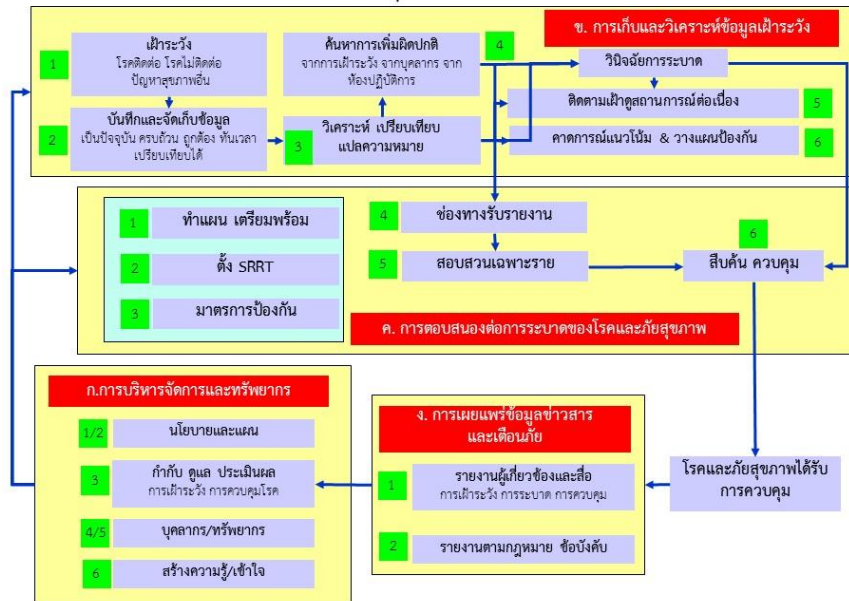 ข. การเก็บและวิเคราะห์ข้อมูลเฝ้าระวัง
1
เฝ้าระวัง
โรคติดต่อ โรคไม่ติดต่อ
ปัญหาสุขภาพอื่น
ค้นหาการเพิ่มผิดปกติ
จากการเฝ้าระวัง จากบุคลากร จาก
ห้องปฏิบัติการ
4
วินิจฉัยการระบาด
ติดตามเฝ้าดูสถานการณ์ต่อเนื่อง
5
2
บันทึกและจัดเก็บข้อมูล
เป็นปัจจุบัน ครบถ้วน ถูกต้อง ทันเวลา
เปรียบเทียบได้
3
วิเคราะห์ เปรียบเทียบ
แปลความหมาย
คาดการณ์แนวโน้ม & วางแผนป้องกัน
6
1
ทำแผน เตรียมพร้อม
2
ตั้ง SRRT
3
มาตรการป้องกัน
4
ช่องทางรับรายงาน
5
สอบสวนเฉพาะราย
6
สืบค้น ควบคุม
ค. การตอบสนองต่อการระบาดของโรคและภัยสุขภาพ
ก.การบริหารจัดการและทรัพยากร
1/2
นโยบายและแผน
3
กำกับ ดูแล ประเมินผล
การเฝ้าระวัง การควบคุมโรค
4/5
บุคลากร/ทรัพยากร
6
สร้างความรู้/เข้าใจ
ง. การเผยแพร่ข้อมูลข่าวสาร
และเตือนภัย
1
รายงานผู้เกี่ยวข้องและสื่อ
การเฝ้าระวัง การระบาด การควบคุม
2
รายงานตามกฎหมาย ข้อบังคับ
โรคและภัยสุขภาพได้รับ
การควบคุม